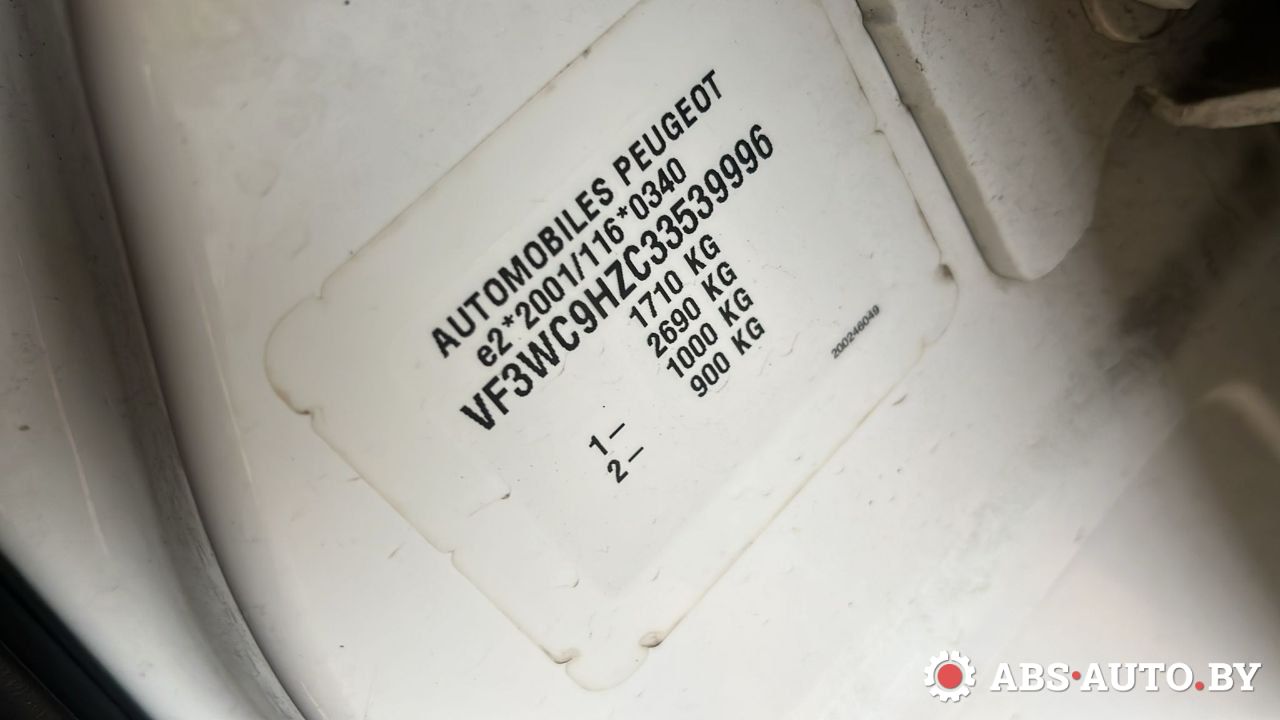 AUTOMOBILES PEUGEOT
e2*2001/116*0340
VF3WC9HZC33539996
1710 KG
2690 KG
1- 1000 KG
2- 900 KG
200246049
ABS·AUTO.BY